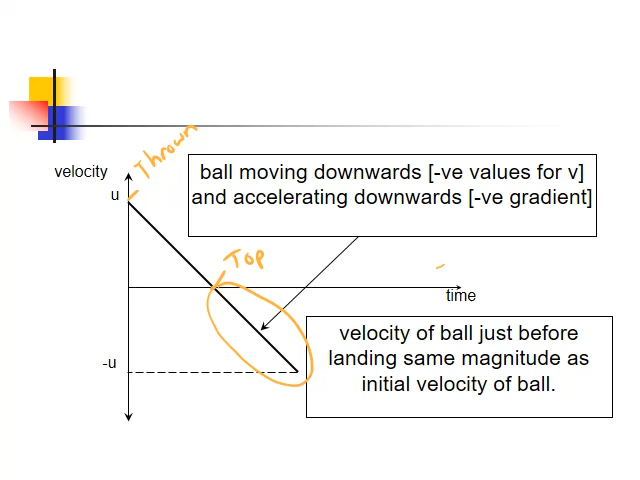 Thrown
velocity
u
ball moving downwards [-ve values for v]
and accelerating downwards [-ve gradient]
Top
time
velocity of ball just before
landing same magnitude as
initial velocity of ball.
-u